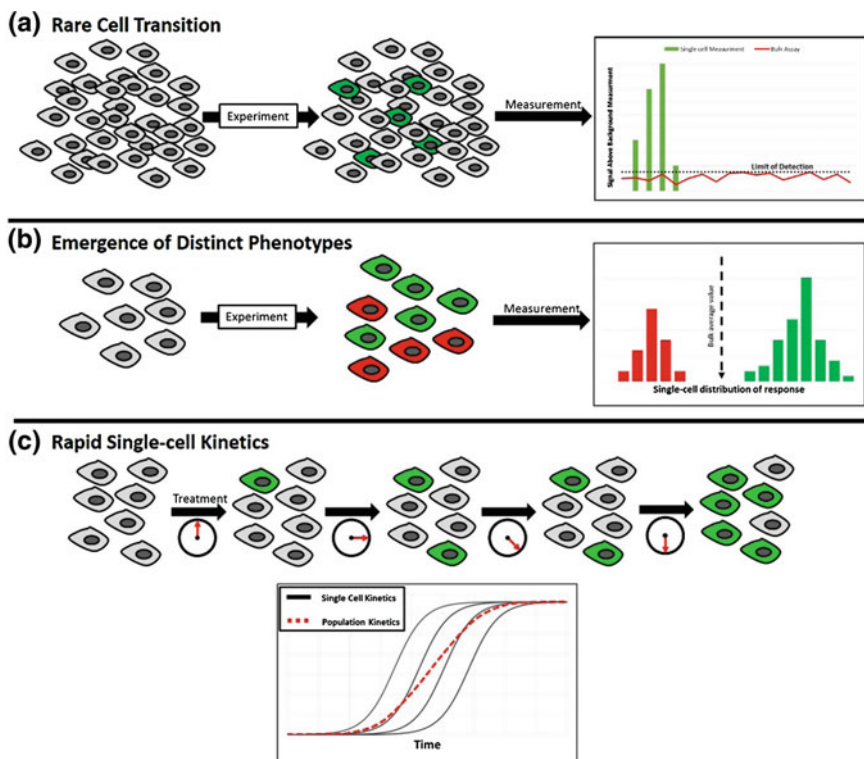 (a) Rare Cell Transition
Experiment
Measurement
Single-cell Measurment
Bulk Assay
Signal Above Background Measurment
Limit of Detection
(b) Emergence of Distinct Phenotypes
Experiment
Measurement
Bulk average value
Single-cell distribution of response
(c) Rapid Single-cell Kinetics
Treatment
Single Cell Kinetics
Population Kinetics
Time